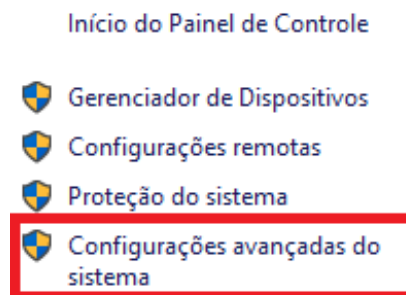 Início do Painel de Controle
Gerenciador de Dispositivos
Configurações remotas
Proteção do sistema
Configurações avançadas do
sistema